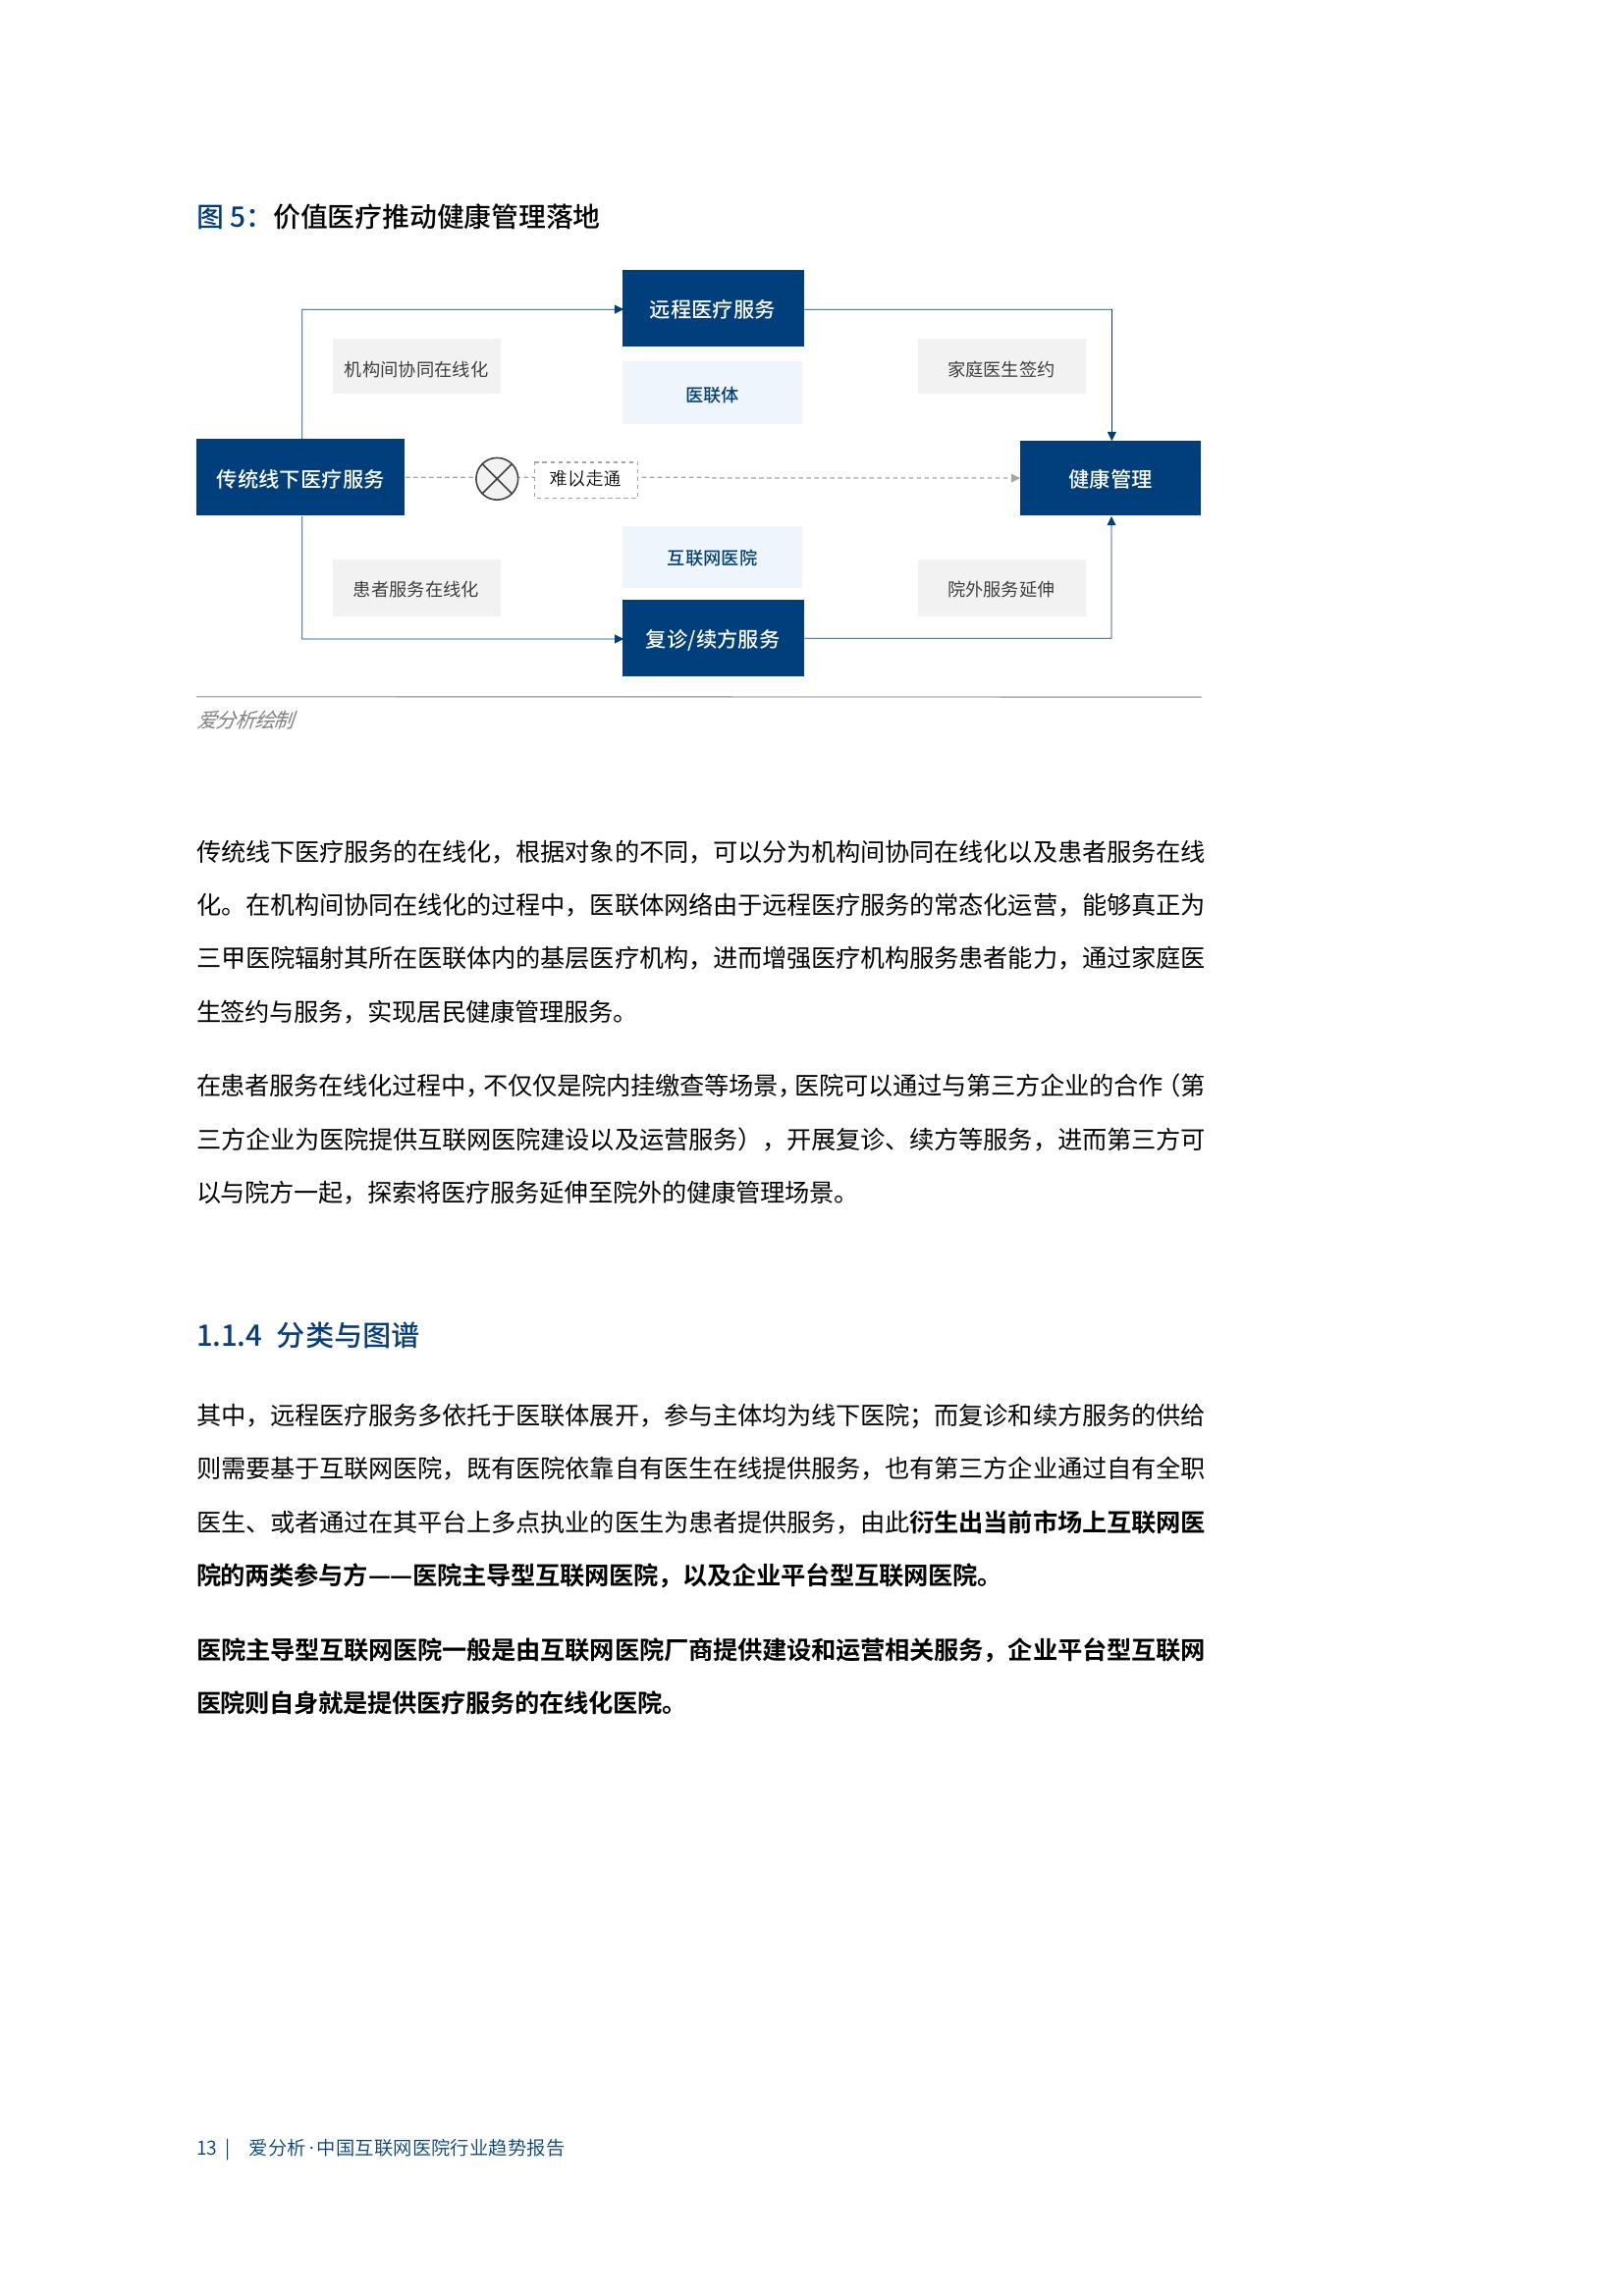 图 5：价值医疗推动健康管理落地
远程医疗服务
机构间协同在线化
家庭医生签约
医联体
传统线下医疗服务
难以走通
健康管理
互联网医院
患者服务在线化
院外服务延伸
复诊/续方服务
爱分析绘制
传统线下医疗服务的在线化，根据对象的不同，可以分为机构间协同在线化以及患者服务在线
化。在机构间协同在线化的过程中，医联体网络由于远程医疗服务的常态化运营，能够真正为
三甲医院辐射其所在医联体内的基层医疗机构，进而增强医疗机构服务患者能力，通过家庭医
生签约与服务，实现居民健康管理服务。
在患者服务在线化过程中，不仅仅是院内挂缴查等场景，医院可以通过与第三方企业的合作（第
三方企业为医院提供互联网医院建设以及运营服务），开展复诊、续方等服务，进而第三方可
以与院方一起，探索将医疗服务延伸至院外的健康管理场景。
1.1.4 分类与图谱
其中，远程医疗服务多依托于医联体展开，参与主体均为线下医院；而复诊和续方服务的供给
则需要基于互联网医院，既有医院依靠自有医生在线提供服务，也有第三方企业通过自有全职
医生、或者通过在其平台上多点执业的医生为患者提供服务，由此衍生出当前市场上互联网医
院的两类参与方——医院主导型互联网医院，以及企业平台型互联网医院。
医院主导型互联网医院一般是由互联网医院厂商提供建设和运营相关服务，企业平台型互联网
医院则自身就是提供医疗服务的在线化医院。
13 | 爱分析·中国互联网医院行业趋势报告